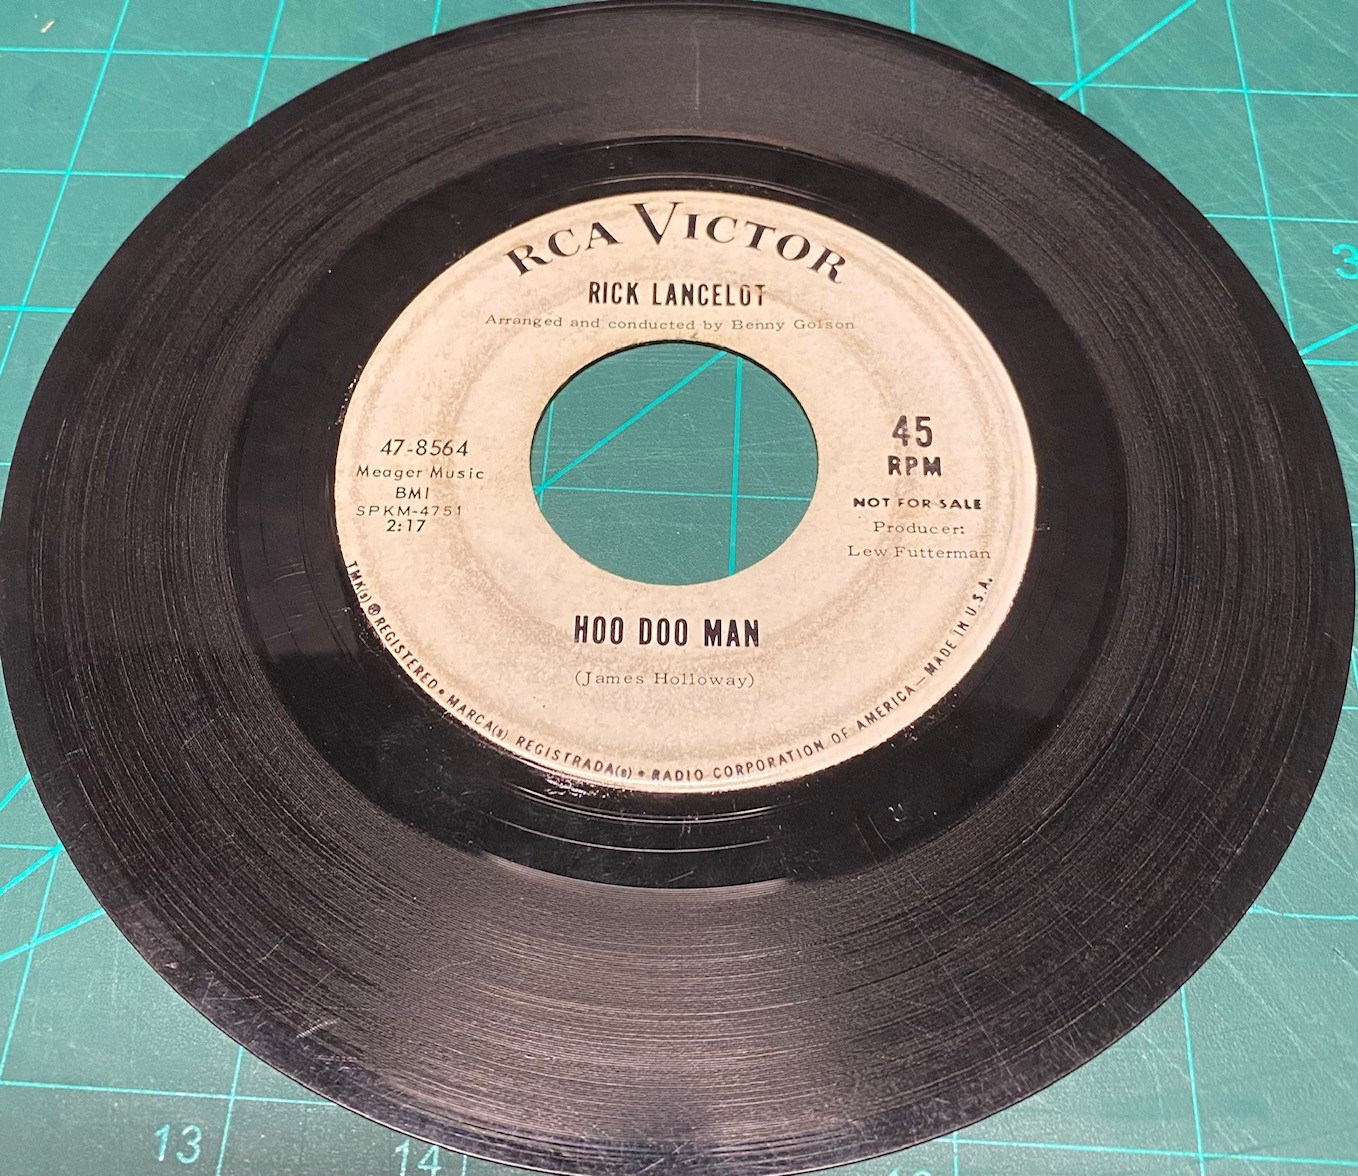 RCA VICTOR
RICK LANCELOT
Arranged and conducted by Benny Golson
47-8564
Meager Music
BMI
SPKM-4751
2:17
45
RPM
NOT FOR SALE
Producer:
Lew Futterman
HOO DOO MAN
(James Holloway)
TMK(s) ® REGISTERED • MARCA(s) REGISTRADA(s) • RADIO CORPORATION OF AMERICA — MADE IN U.S.A.
3
13
14